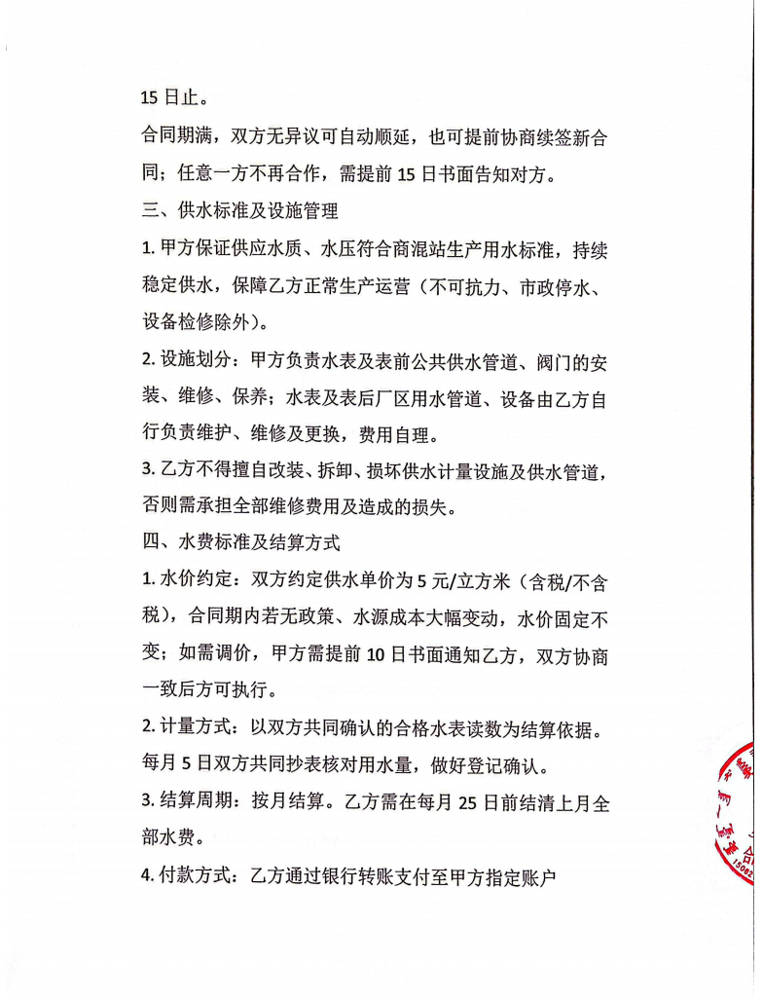 15 日止。
合同期满，双方无异议可自动顺延，也可提前协商续签新合
同；任意一方不再合作，需提前 15 日书面告知对方。
三、供水标准及设施管理
1. 甲方保证供应水质、水压符合商混站生产用水标准，持续
稳定供水，保障乙方正常生产运营（不可抗力、市政停水、
设备检修除外）。
2. 设施划分：甲方负责水表及表前公共供水管道、阀门的安
装、维修、保养；水表及表后厂区用水管道、设备由乙方自
行负责维护、维修及更换，费用自理。
3. 乙方不得擅自改装、拆卸、损坏供水计量设施及供水管道，
否则需承担全部维修费用及造成的损失。
四、水费标准及结算方式
1. 水价约定：双方约定供水单价为 5 元/立方米（含税/不含
税），合同期内若无政策、水源成本大幅变动，水价固定不
变；如需调价，甲方需提前 10 日书面通知乙方，双方协商
一致后方可执行。
2. 计量方式：以双方共同确认的合格水表读数为结算依据。
每月 5 日双方共同抄表核对用水量，做好登记确认。
3. 结算周期：按月结算。乙方需在每月 25 日前结清上月全
部水费。
4. 付款方式：乙方通过银行转账支付至甲方指定账户
15062